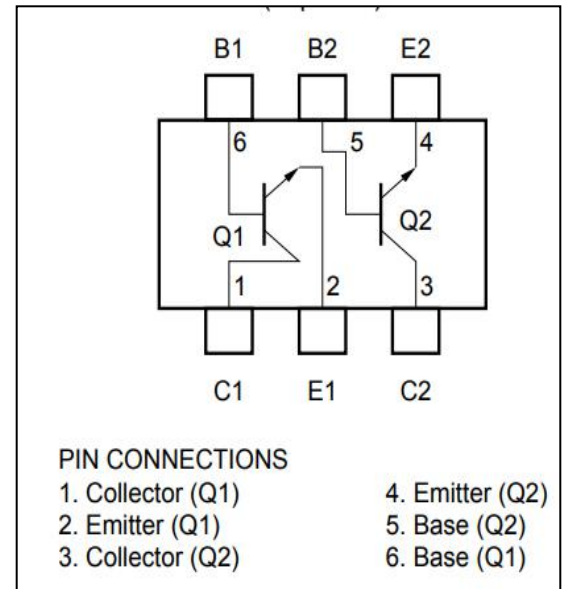 B1 B2 E2
6 5 4
Q1 Q2
1 2 3
C1 E1 C2
PIN CONNECTIONS
1. Collector (Q1) 4. Emitter (Q2)
2. Emitter (Q1) 5. Base (Q2)
3. Collector (Q2) 6. Base (Q1)